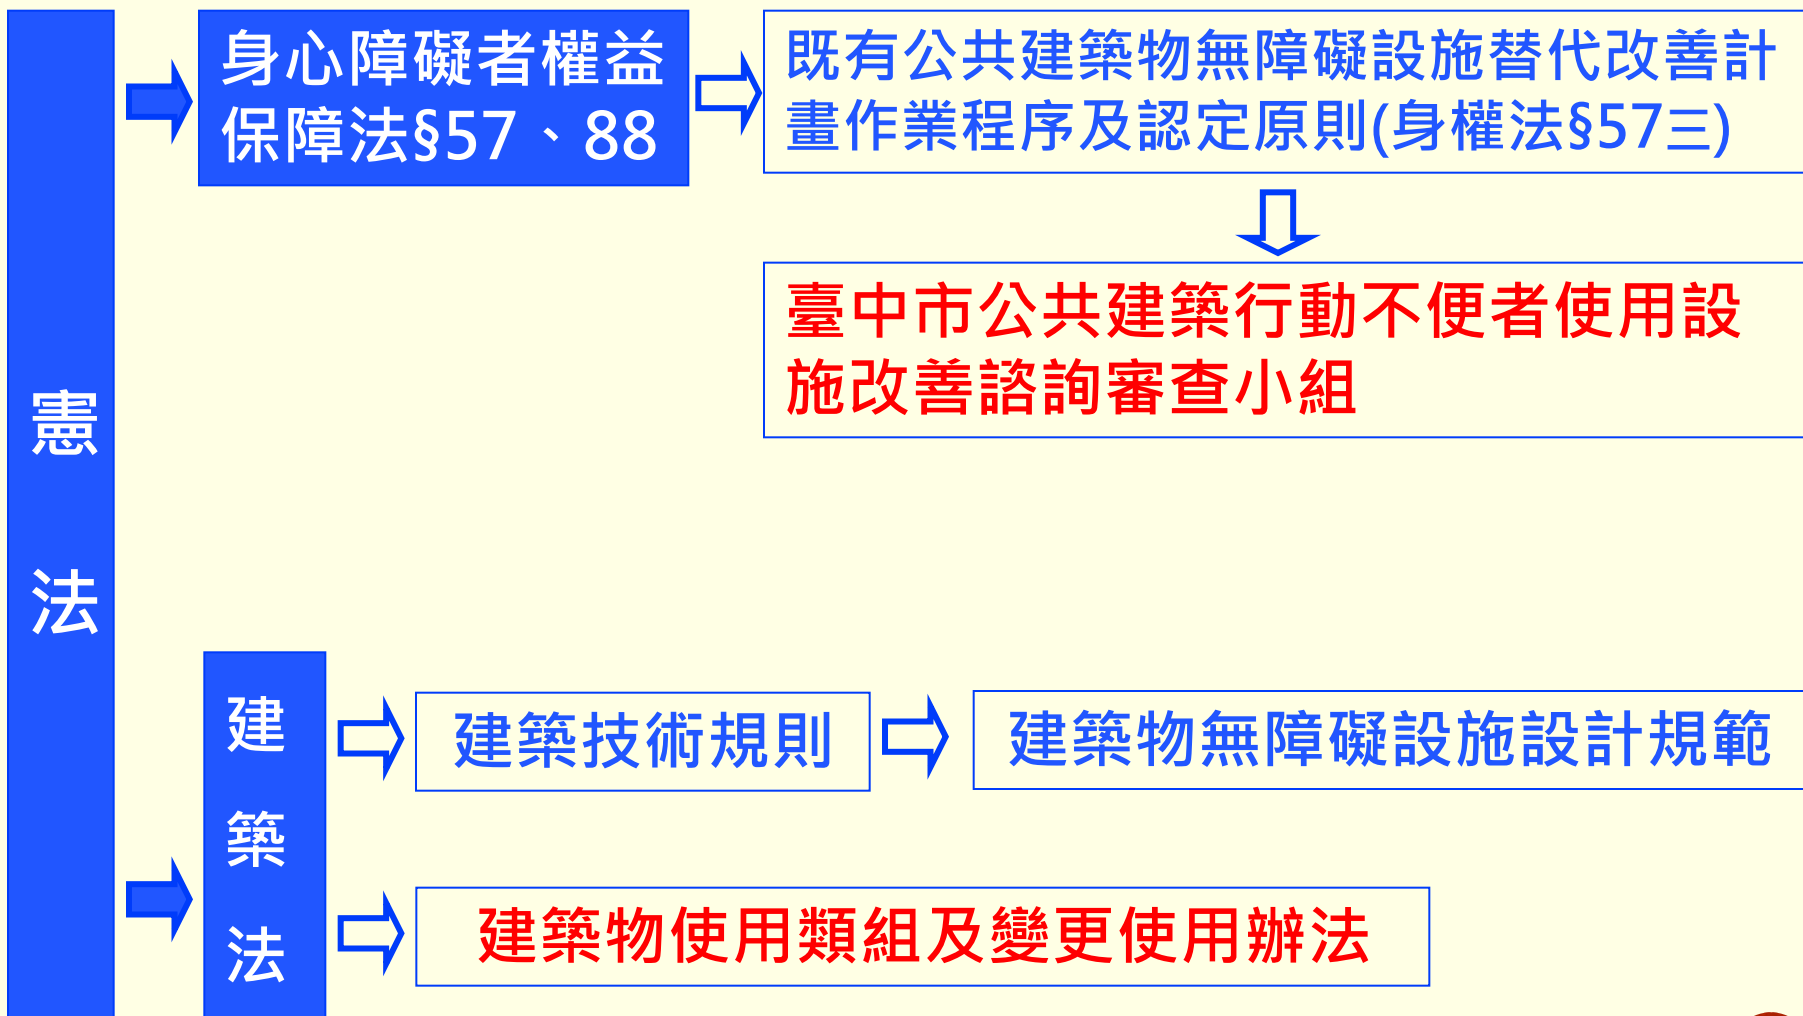 憲法
身心障礙者權益
保障法§57、88
既有公共建築物無障礙設施替代改善計
畫作業程序及認定原則(身權法§57三)
臺中市公共建築行動不便者使用設
施改善諮詢審查小組
建築法
建築技術規則
建築物無障礙設施設計規範
建築物使用類組及變更使用辦法